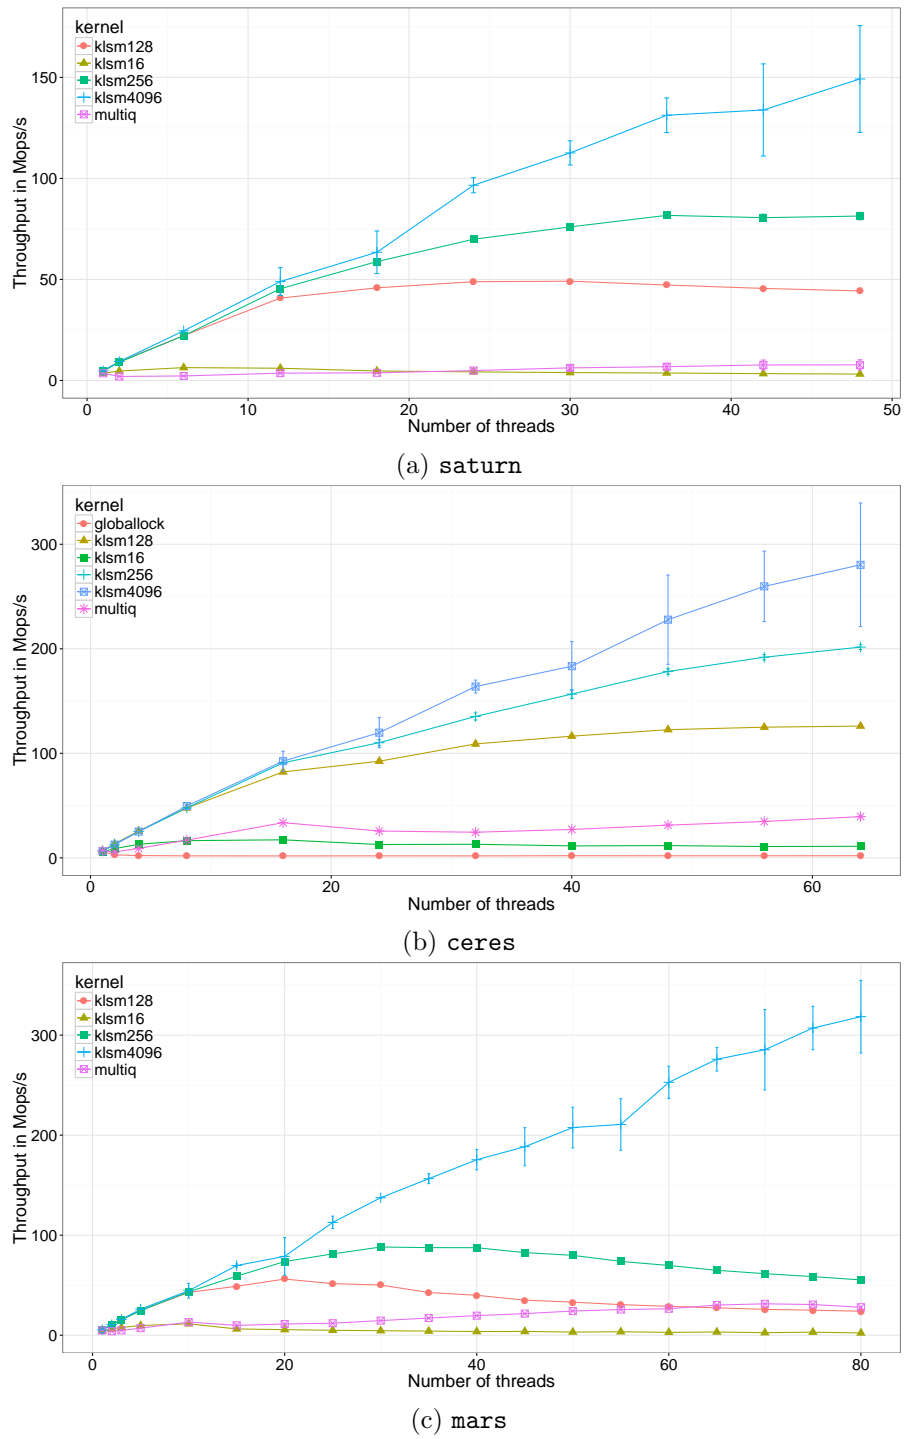 kernel
klsm128
klsm16
klsm256
klsm4096
multiq
Throughput in Mops/s
150
100
50
0
0 10 20 30 40 50
Number of threads
(a) saturn
kernel
globallock
klsm128
klsm16
klsm256
klsm4096
multiq
Throughput in Mops/s
300
200
100
0
0 20 40 60
Number of threads
(b) ceres
kernel
klsm128
klsm16
klsm256
klsm4096
multiq
Throughput in Mops/s
300
200
100
0
0 20 40 60 80
Number of threads
(c) mars